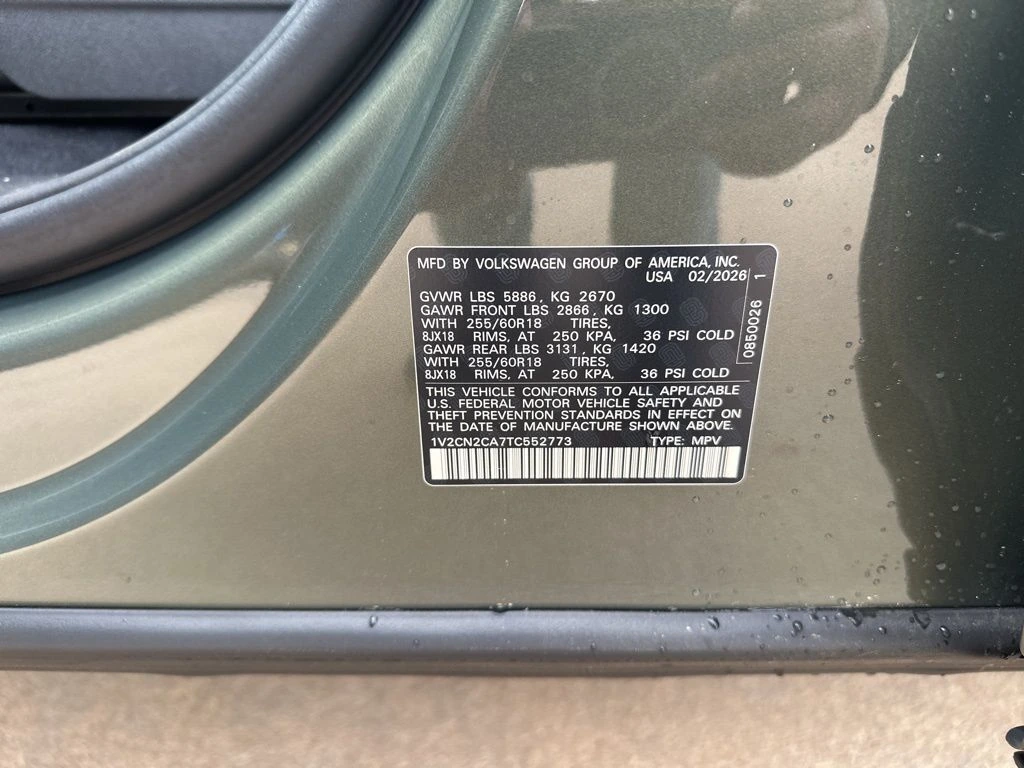 MFD BY VOLKSWAGEN GROUP OF AMERICA, INC.
USA 02/2026
GVWR LBS 5886, KG 2670
GAWR FRONT LBS 2866, KG 1300
WITH 255/60R18 TIRES,
8JX18 RIMS, AT 250 KPA, 36 PSI COLD
GAWR REAR LBS 3131, KG 1420
WITH 255/60R18 TIRES,
8JX18 RIMS, AT 250 KPA, 36 PSI COLD
THIS VEHICLE CONFORMS TO ALL APPLICABLE
U.S. FEDERAL MOTOR VEHICLE SAFETY AND
THEFT PREVENTION STANDARDS IN EFFECT ON
THE DATE OF MANUFACTURE SHOWN ABOVE.
1V2CN2CA7TC552773 TYPE: MPV
0850026 1